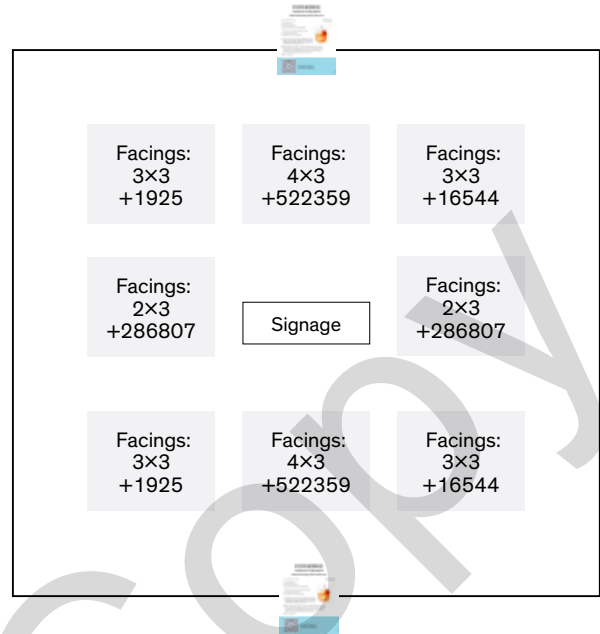 Facings:
3×3
+1925
Facings:
4×3
+522359
Facings:
3×3
+16544
Facings:
2×3
+286807
Signage
Facings:
2×3
+286807
Facings:
3×3
+1925
Facings:
4×3
+522359
Facings:
3×3
+16544
Copy